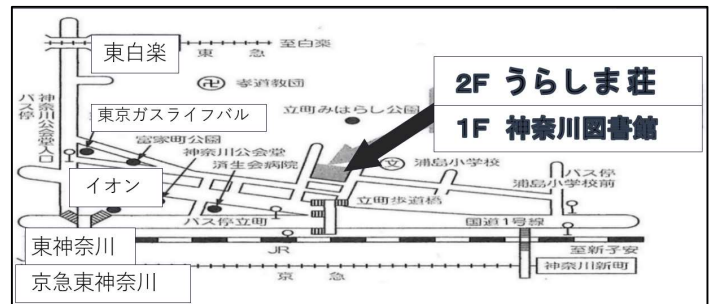 東白楽
東急
至白楽
孝道教団
2F うらしま荘
1F 神奈川図書館
バス停
神奈川公会堂入口
東京ガスライフバル
立町みはらし公園
富家町公園
神奈川公会堂
済生会病院
文
浦島小学校
バス停
浦島小学校前
イオン
立町歩道橋
バス停立町
国道1号線
東神奈川
JR
至新子安
京急東神奈川
京急
神奈川新町